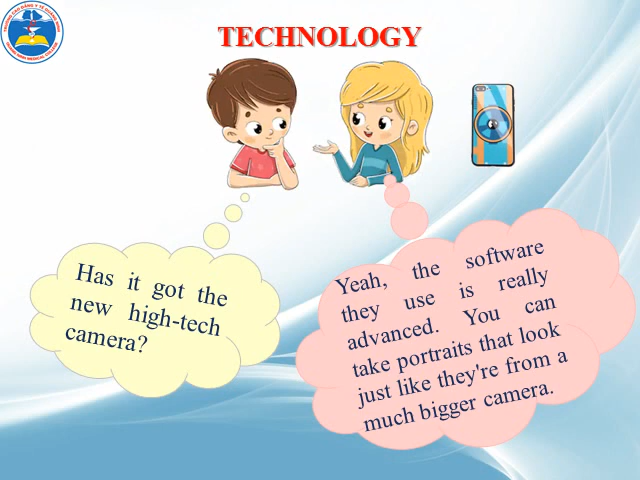 TECHNOLOGY
Has it got the
new high-tech
camera?
Yeah, the software
they use is really
advanced. You can
take portraits that look
just like they're from a
much bigger camera.